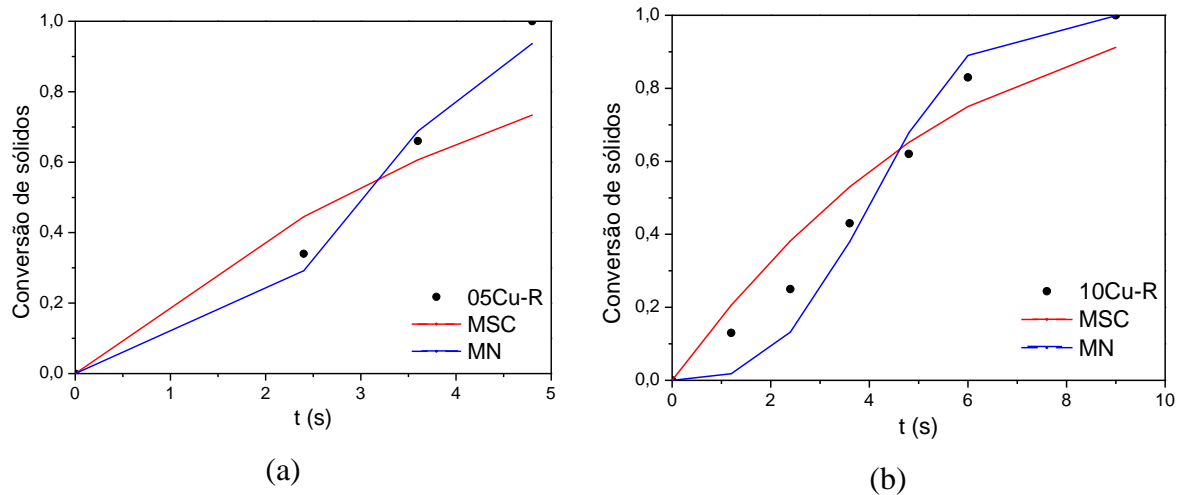 1,0
0,8
0,6
0,4
0,2
0,0
Conversão de sólidos
05Cu-R
MSC
MN
0 1 2 3 4 5
t (s)
(a)
1,0
0,8
0,6
0,4
0,2
0,0
Conversão de sólidos
10Cu-R
MSC
MN
0 2 4 6 8 10
t (s)
(b)